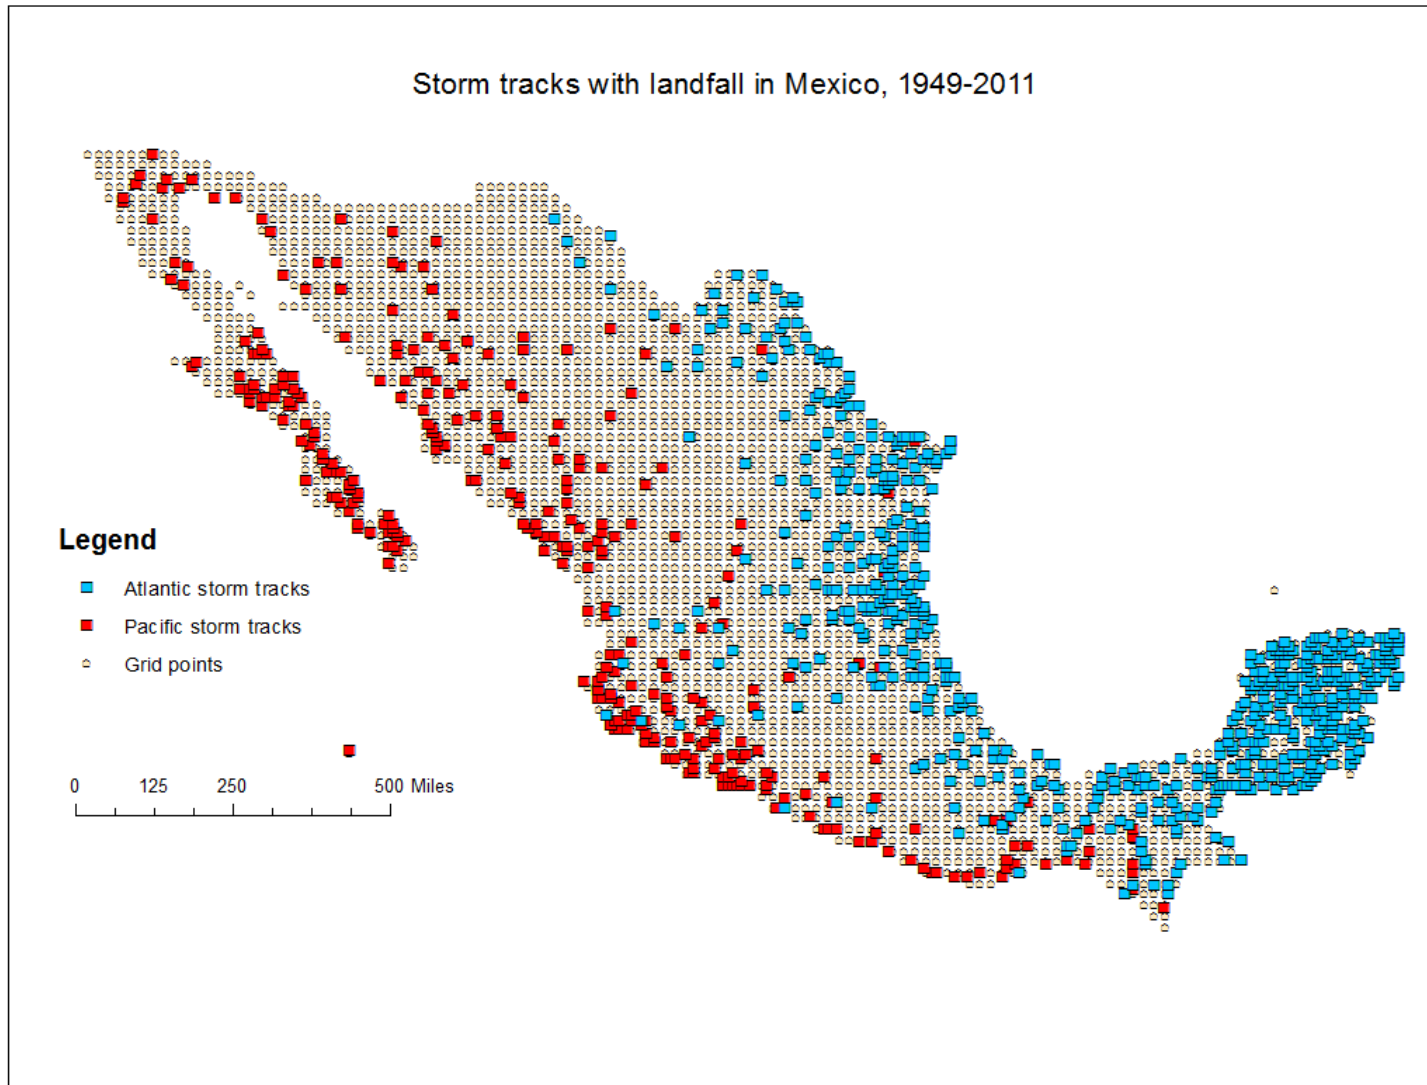 Storm tracks with landfall in Mexico, 1949-2011
Legend
Atlantic storm tracks
Pacific storm tracks
Grid points
0 125 250 500 Miles